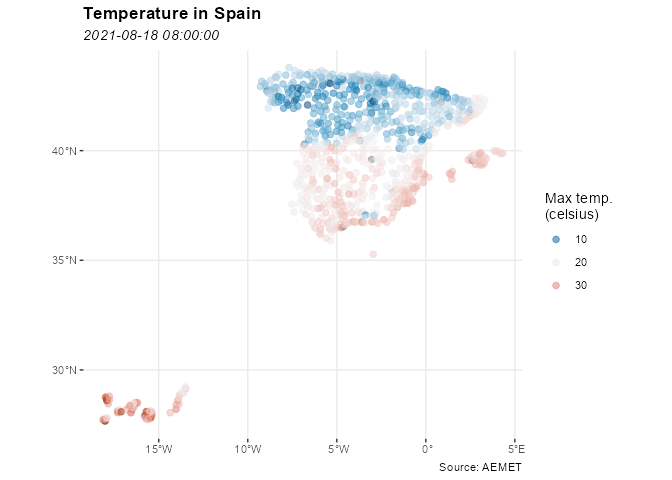 Temperature in Spain
2021-08-18 08:00:00
40°N
35°N
30°N
15°W
10°W
5°W
0°
5°E
Max temp.
(celsius)
10
20
30
Source: AEMET